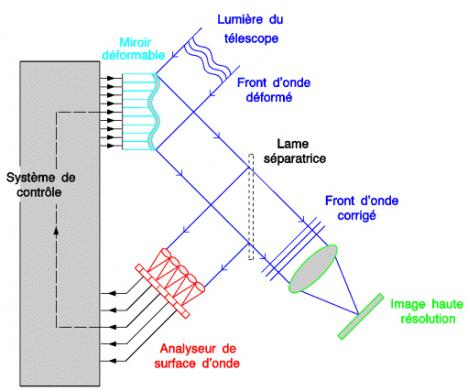 Lumière du
télescope
Miroir
déformable
Front d'onde
déformé
Lame
séparatrice
Système de
contrôle
Front d'onde
corrigé
Image haute
résolution
Analyseur de
surface d'onde